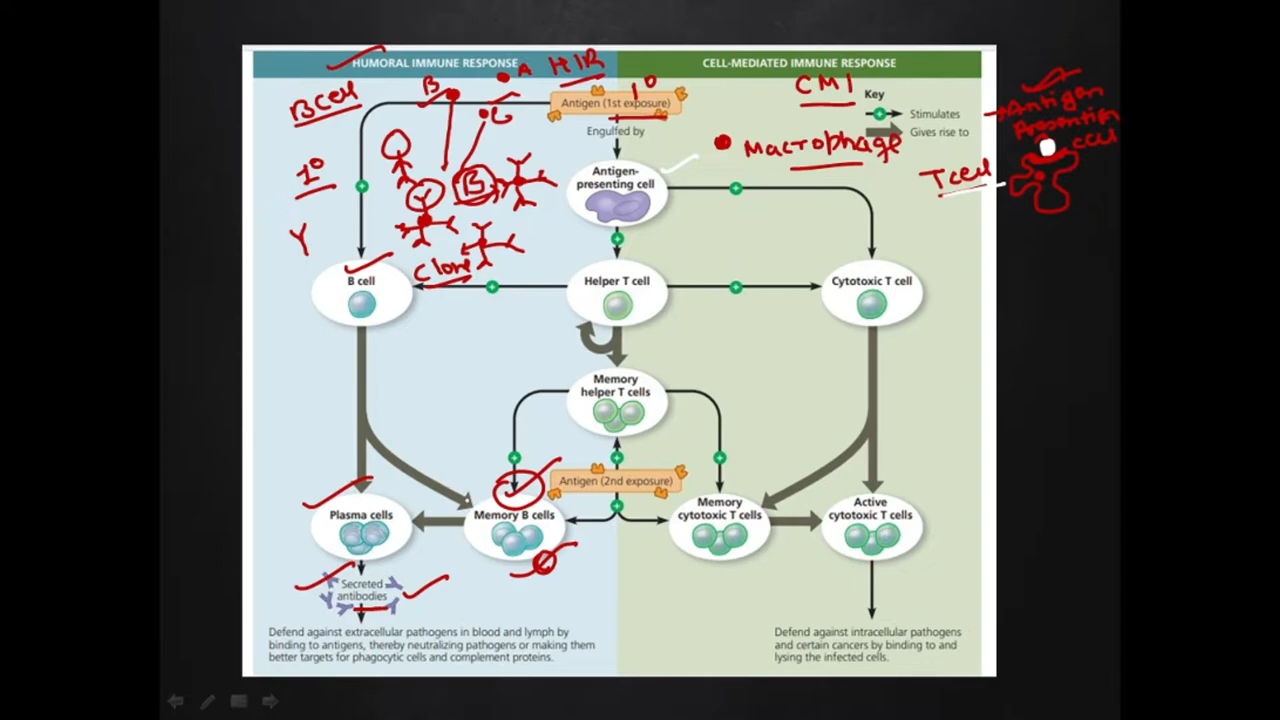 HUMORAL IMMUNE RESPONSE
HIR
CELL-MEDIATED IMMUNE RESPONSE
B cell
B
A
C
1°
Antigen (1st exposure)
CMI
Key
Stimulates
Gives rise to
Antigen
Presention
cell
Engulfed by
Macrophage
T cell
1°
Y
B
Antigen-
presenting cell
Y
Clone
B cell
Helper T cell
Cytotoxic T cell
Memory
helper T cells
Antigen (2nd exposure)
Plasma cells
Memory B cells
Memory
cytotoxic T cells
Active
cytotoxic T cells
Secreted
antibodies
Defend against extracellular pathogens in blood and lymph by
binding to antigens, thereby neutralizing pathogens or making them
better targets for phagocytic cells and complement proteins.
Defend against intracellular pathogens
and certain cancers by binding to and
lysing the infected cells.